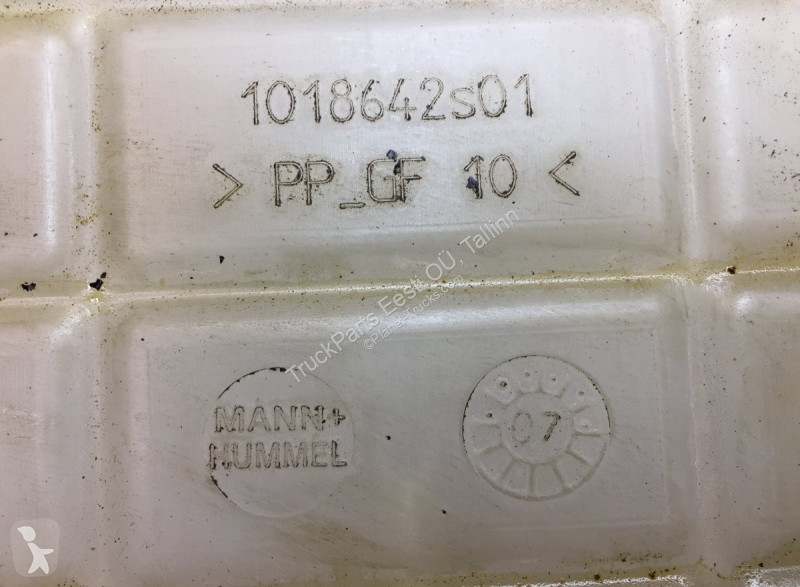 1018642s01
> PP_GF 10 <
TruckParts Eesti OÜ, Tallinn
MANN+
HUMMEL
07